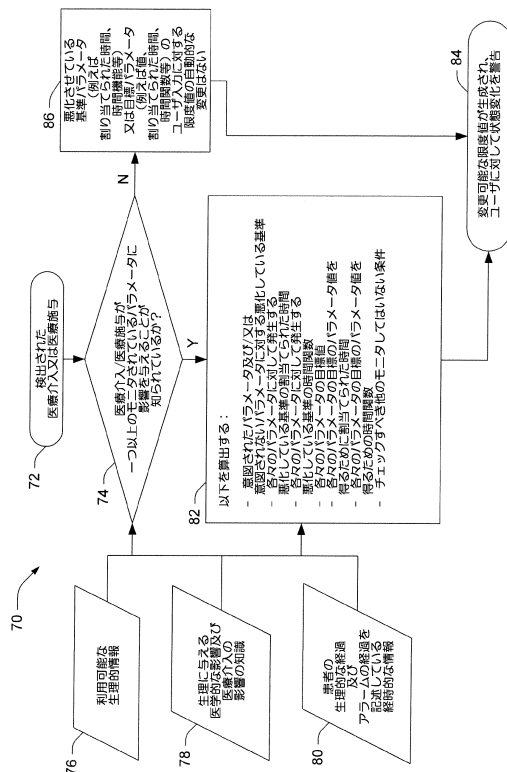 70
72
検出された
医療介入又は医療施与
74
医療介入/医療施与が
一つ以上のモニタされているパラメータに
影響を与えることが
知られているか?
N
Y
76
利用可能な
生理的情報
78
生理に与える
医学的な影響及び
医療介入の
影響の知識
80
患者の
生理的な経過
及び
アラームの経過を
記述している
経時的な情報
82
以下を算出する:
- 意図されたパラメータ及び/又は
意図されないパラメータに対する悪化している基準
- 各々のパラメータに対して発生する
悪化している基準の割当てられた時間
- 各々のパラメータに対して発生する
悪化している基準の時間関数
- 各々のパラメータの目標値
- 各々のパラメータの目標のパラメータ値を
得るために割当てられた時間
- 各々のパラメータの目標のパラメータ値を
得るための時間関数
- チェックすべき他のモニタしてはいない条件
86
悪化させている
基準パラメータ
(例えば
割り当てられた時間、
時間機能等)
又は目標パラメータ
(例えば値、
割り当てられた時間、
時間関数等)の
ユーザ入力に対する
限度値の自動的な
変更はない
84
変更可能な限度値が生成され、
ユーザに対して状態変化を警告